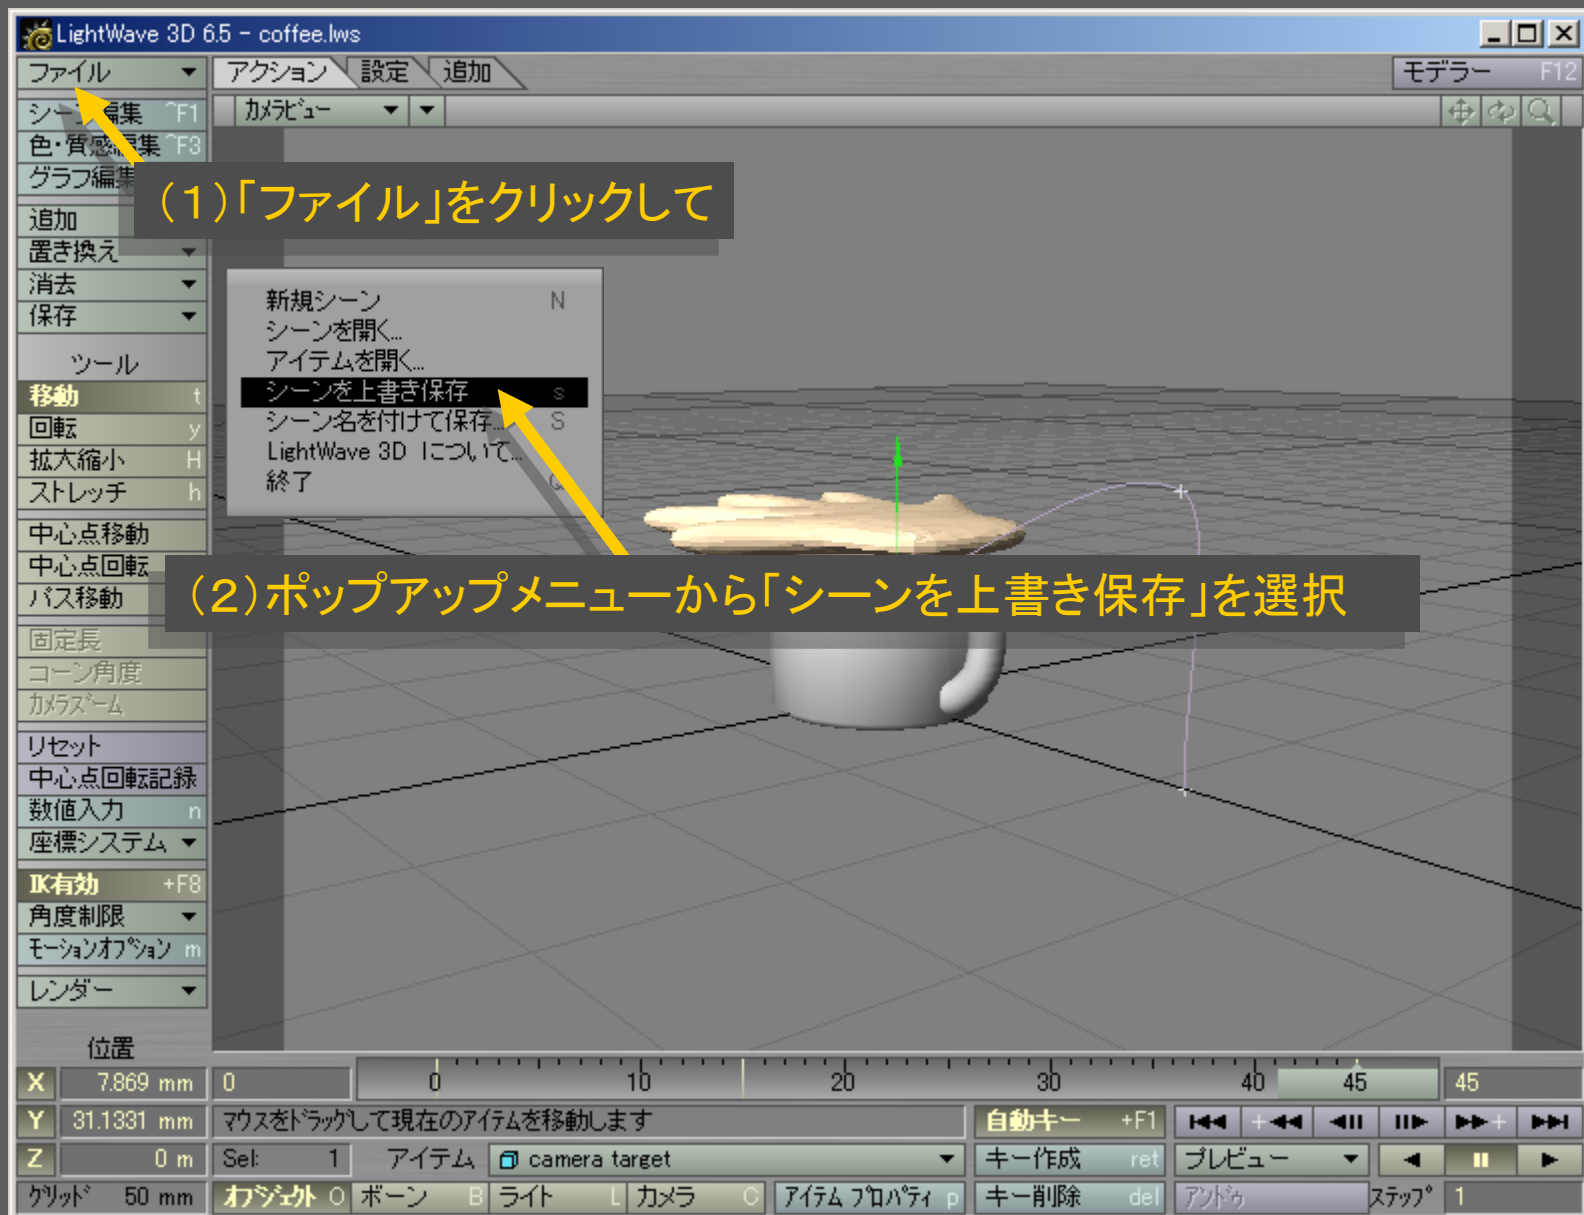 LightWave 3D 6.5 - coffee.lws
ファイル
アクション 設定 追加
モデラー F12
カメラビュー
シーン編集 ^F1
色・質感編集 ^F3
グラフ編集
(1)「ファイル」をクリックして
追加
置き換え
消去
保存
新規シーン N
シーンを開く...
アイテムを開く...
シーンを上書き保存 s
シーン名を付けて保存... S
LightWave 3D について...
終了 Q
ツール
移動 t
回転 y
拡大縮小 H
ストレッチ h
中心点移動
中心点回転
パス移動
(2)ポップアップメニューから「シーンを上書き保存」を選択
固定長
コーン角度
カメラズーム
リセット
中心点回転記録
数値入力 n
座標システム
IK有効 +F8
角度制限
モーションオプション m
レンダー
位置
X 7.869 mm 0 0 10 20 30 40 45 45
Y 31.1331 mm マウスをドラッグして現在のアイテムを移動します 自動キー +F1
Z 0 m Sel: 1 アイテム camera target キー作成 ret プレビュー
グリッド 50 mm オブジェクト O ボーン B ライト L カメラ C アイテム プロパティ p キー削除 del アンドゥ ステップ 1